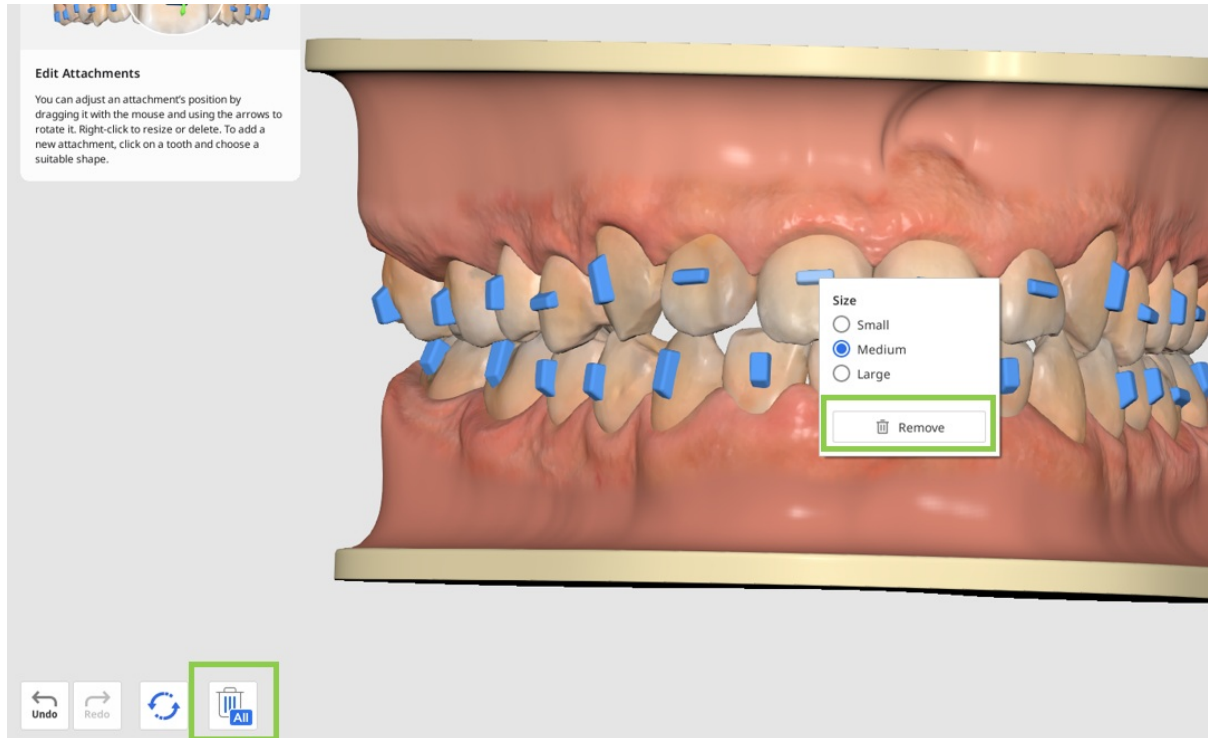 Edit Attachments
You can adjust an attachment's position by
dragging it with the mouse and using the arrows to
rotate it. Right-click to resize or delete. To add a
new attachment, click on a tooth and choose a
suitable shape.
Size
Small
Medium
Large
Remove
Undo
Redo
All